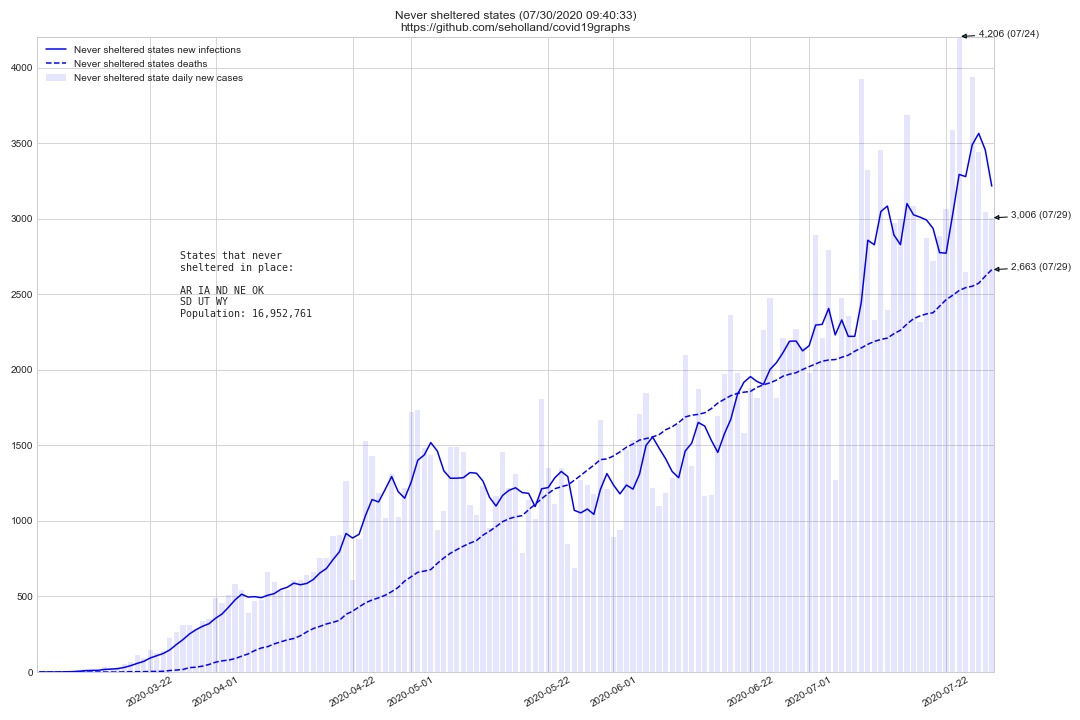 Never sheltered states (07/30/2020 09:40:33)
https://github.com/seholland/covid19graphs
4,206 (07/24)
Never sheltered states new infections
Never sheltered states deaths
Never sheltered state daily new cases
4000
3500
3000
2500
2000
1500
1000
500
0
States that never
sheltered in place:
AR IA ND NE OK
SD UT WY
Population: 16,952,761
3,006 (07/29)
2,663 (07/29)
2020-03-22
2020-04-01
2020-04-22
2020-05-01
2020-05-22
2020-06-01
2020-06-22
2020-07-01
2020-07-22